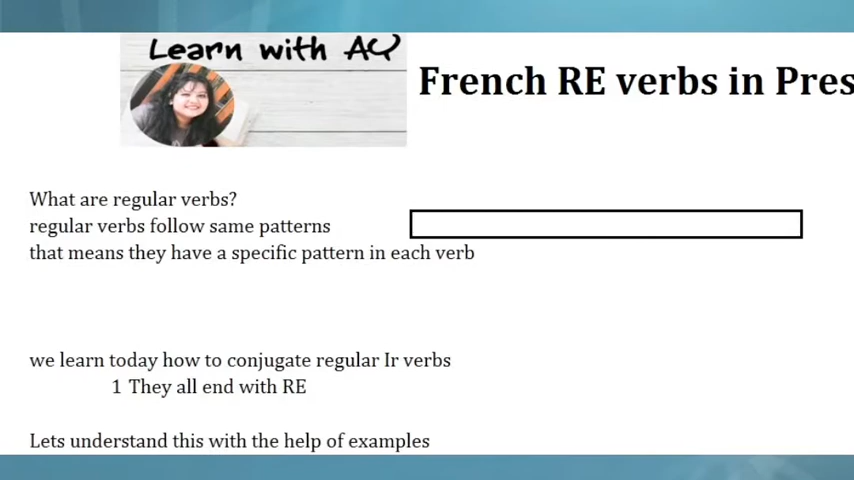 Learn with AQ
French RE verbs in Pres
What are regular verbs?
regular verbs follow same patterns
that means they have a specific pattern in each verb
we learn today how to conjugate regular Ir verbs
1 They all end with RE
Lets understand this with the help of examples